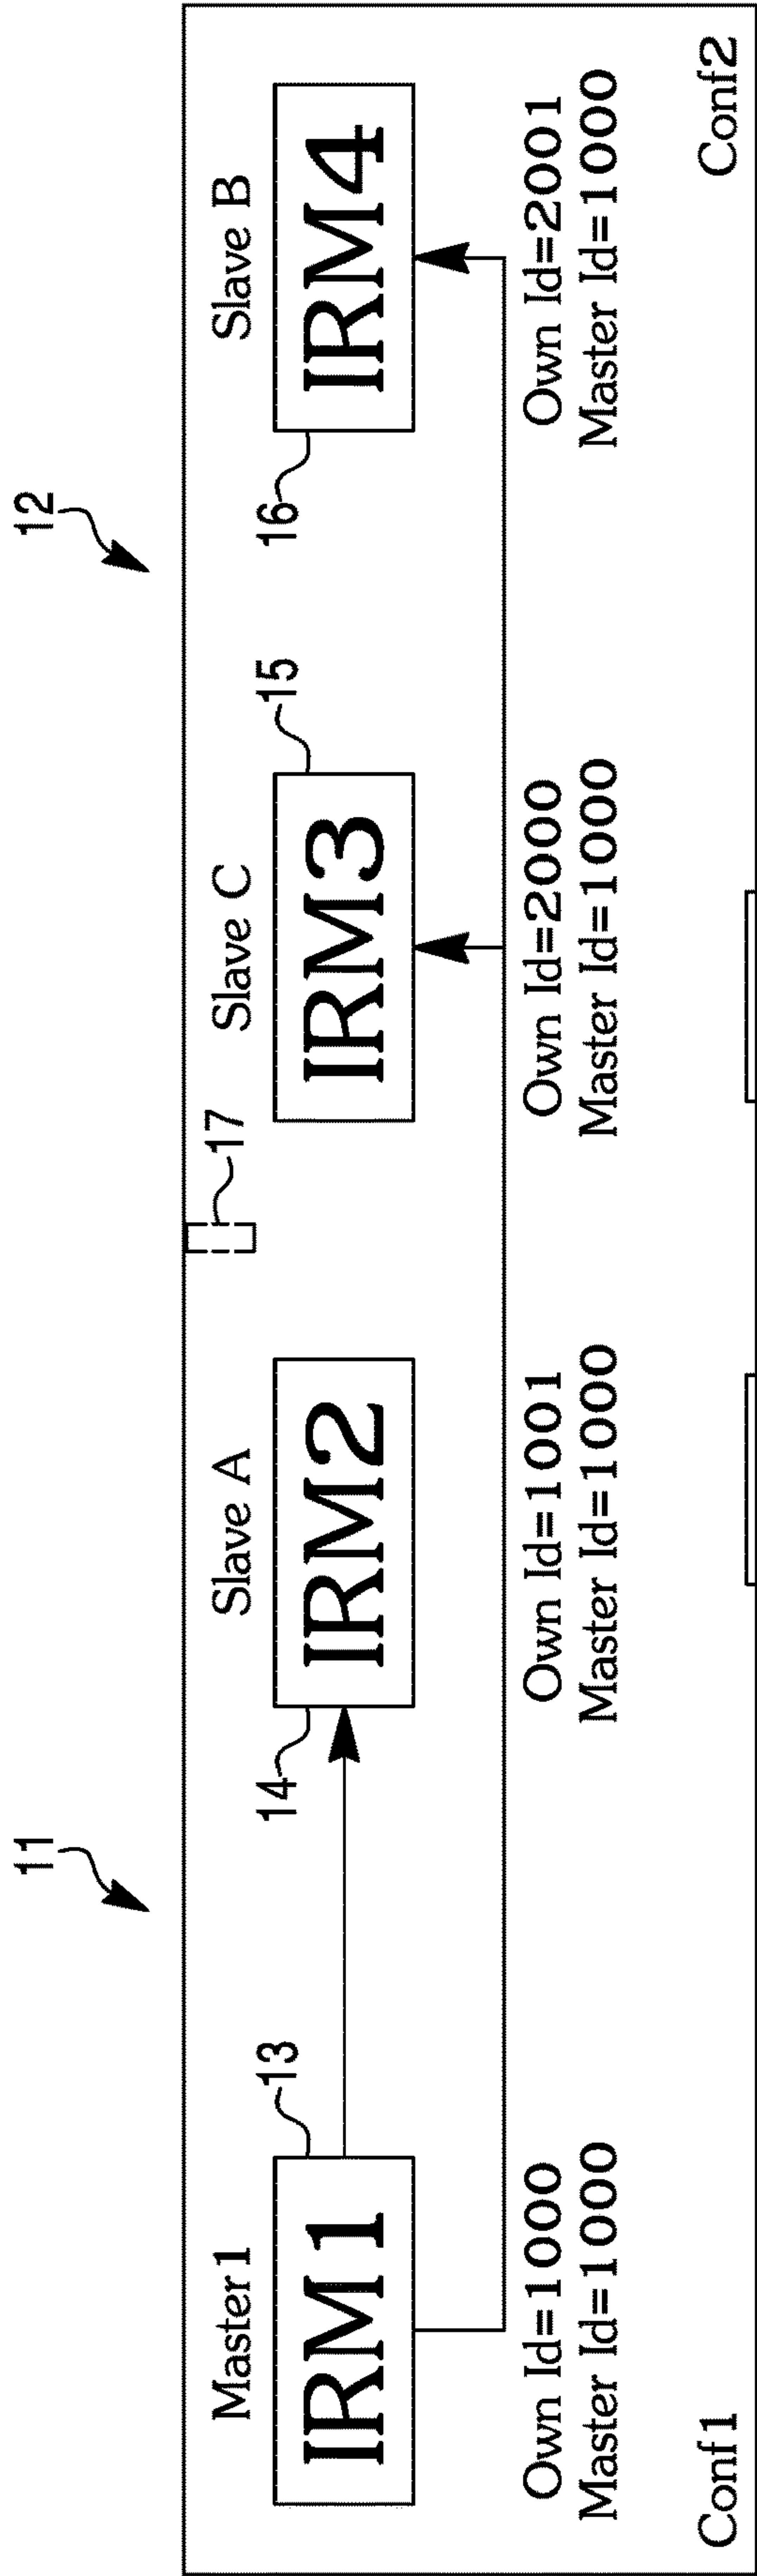 11
12
Master1
Slave A
17
Slave C
Slave B
13
14
15
16
IRM1
IRM2
IRM3
IRM4
Own Id=1000
Master Id=1000
Own Id=1001
Master Id=1000
Own Id=2000
Master Id=1000
Own Id=2001
Master Id=1000
Conf1
Conf2